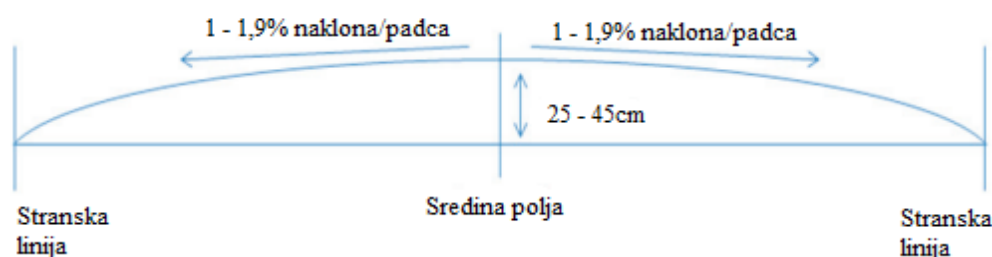 1 - 1,9% naklona/padca
1 - 1,9% naklona/padca
25 - 45cm
Sredina polja
Stranska
linija
Stranska
linija